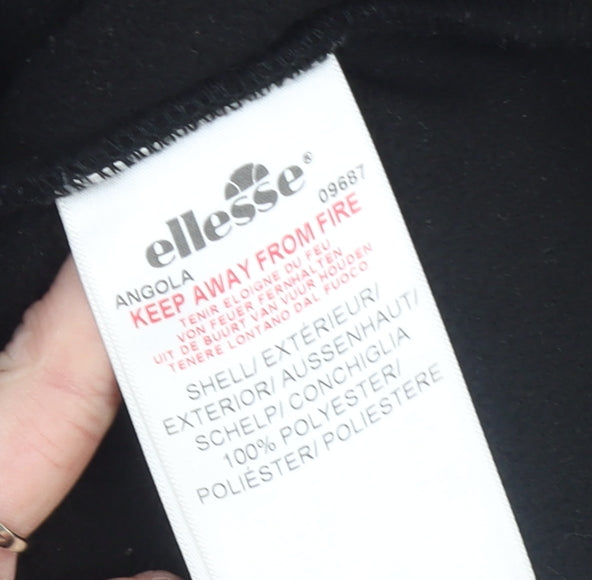 ellesse®
ANGOLA 09687
KEEP AWAY FROM FIRE
TENIR ELOIGNE DU FEU
VON FEUER FERNHALTEN
UIT DE BUURT VAN VUUR HOUDEN
TENERE LONTANO DAL FUOCO
SHELL/ EXTÉRIEUR/
EXTERIOR/ AUSSENHAUT/
SCHELP/ CONCHIGLIA
100% POLYESTER/
POLIÉSTER/ POLIESTERE